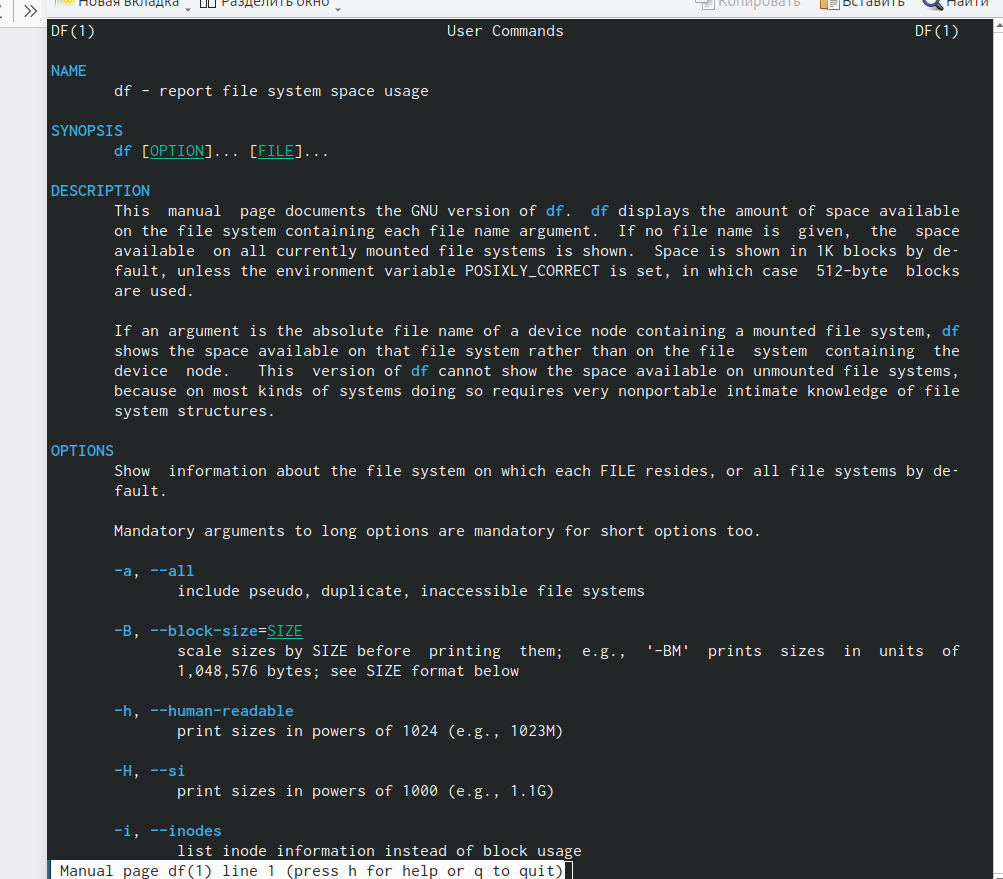 Новая вкладка Разделить окно Копировать Вставить Найти
DF(1) User Commands DF(1)
NAME
df - report file system space usage
SYNOPSIS
df [OPTION]... [FILE]...
DESCRIPTION
This manual page documents the GNU version of df. df displays the amount of space available
on the file system containing each file name argument. If no file name is given, the space
available on all currently mounted file systems is shown. Space is shown in 1K blocks by de-
fault, unless the environment variable POSIXLY_CORRECT is set, in which case 512-byte blocks
are used.
If an argument is the absolute file name of a device node containing a mounted file system, df
shows the space available on that file system rather than on the file system containing the
device node. This version of df cannot show the space available on unmounted file systems,
because on most kinds of systems doing so requires very nonportable intimate knowledge of file
system structures.
OPTIONS
Show information about the file system on which each FILE resides, or all file systems by de-
fault.
Mandatory arguments to long options are mandatory for short options too.
-a, --all
include pseudo, duplicate, inaccessible file systems
-B, --block-size=SIZE
scale sizes by SIZE before printing them; e.g., '-BM' prints sizes in units of
1,048,576 bytes; see SIZE format below
-h, --human-readable
print sizes in powers of 1024 (e.g., 1023M)
-H, --si
print sizes in powers of 1000 (e.g., 1.1G)
-i, --inodes
list inode information instead of block usage
Manual page df(1) line 1 (press h for help or q to quit)